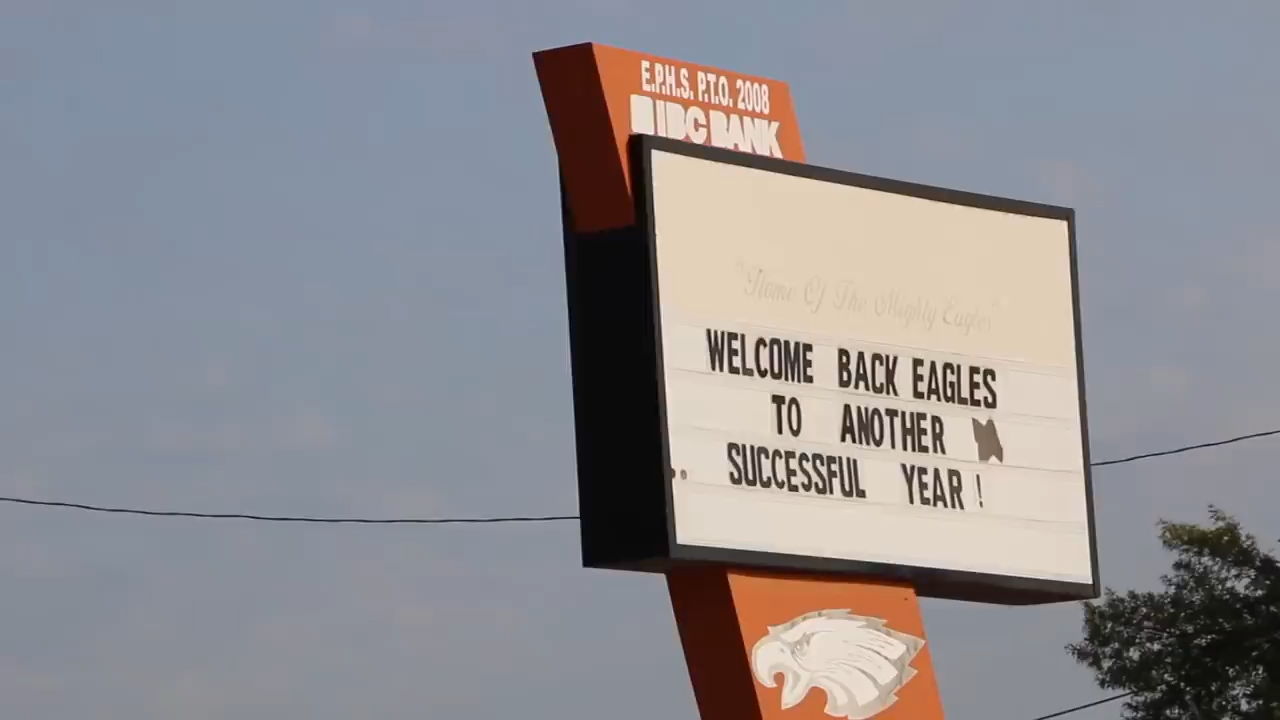 E.P.H.S. P.T.O. 2008
IBC BANK
"Home Of The Mighty Eagles"
WELCOME BACK EAGLES
TO ANOTHER
SUCCESSFUL YEAR!